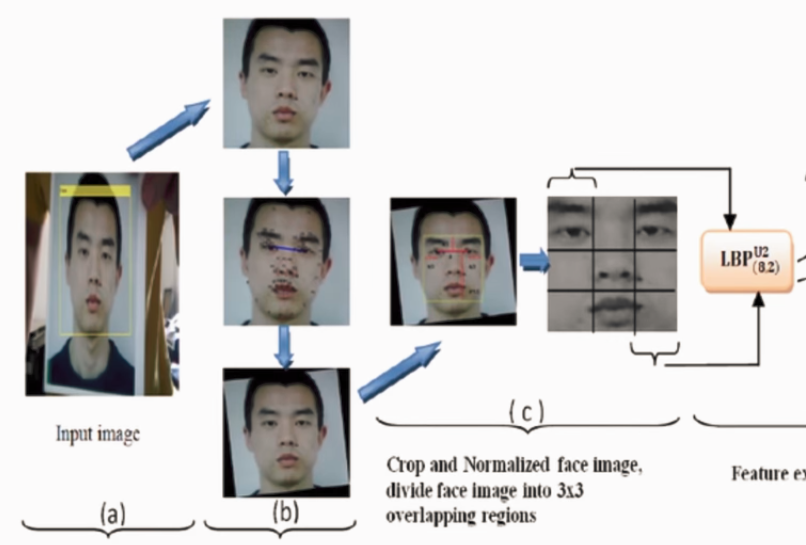 LBP U2 (8,2)
(c)
Input image
Crop and Normalized face image,
divide face image into 3x3
overlapping regions
Feature ex
(a)
(b)